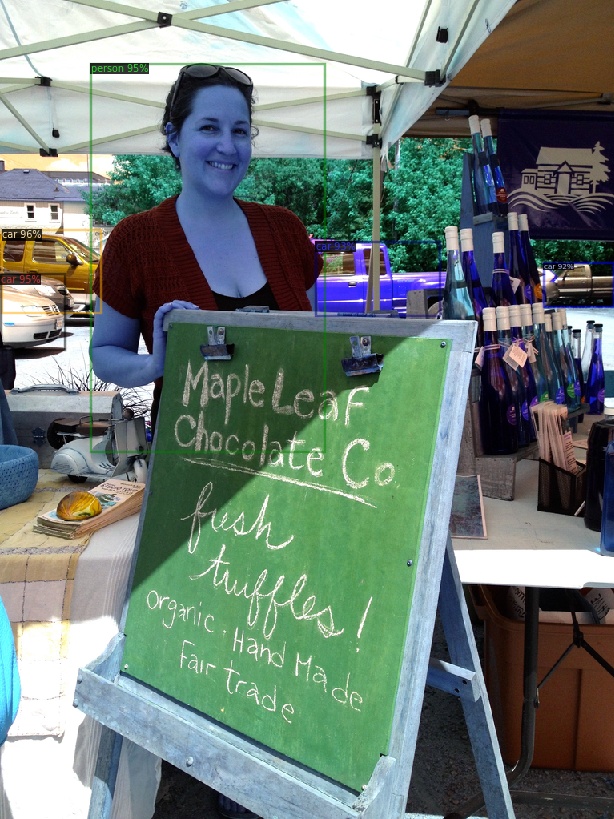 person 95%
car 96%
car 93%
car 92%
car 95%
Maple Leaf
Chocolate Co.
fresh
truffles!
organic · Hand Made
Fair trade